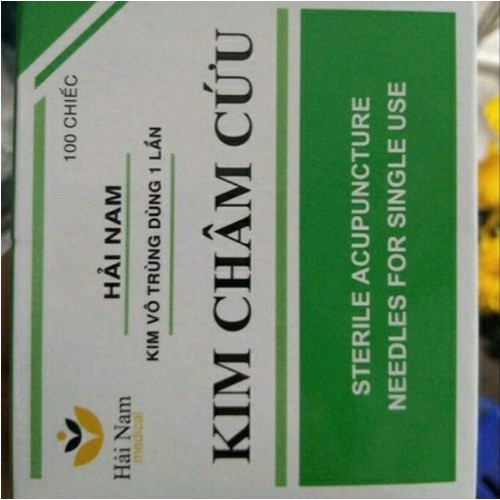 100 CHIẾC
Hải Nam
medical
HẢI NAM
KIM VÔ TRÙNG DÙNG 1 LẦN
KIM CHÂM CỨU
STERILE ACUPUNCTURE
NEEDLES FOR SINGLE USE